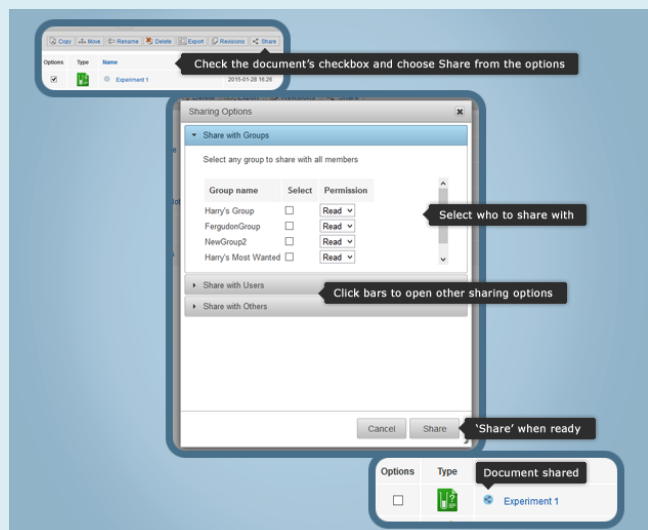 Copy Move Rename Delete Export Revisions Share
Options Type Name
Check the document's checkbox and choose Share from the options
Experiment 1 2015-01-28 16:26
Sharing Options
Share with Groups
Select any group to share with all members
Group name Select Permission
Harry's Group Read
FergudonGroup Read
NewGroup2 Read
Harry's Most Wanted Read
Select who to share with
Share with Users
Click bars to open other sharing options
Share with Others
Cancel Share
'Share' when ready
Options Type
Document shared
Experiment 1